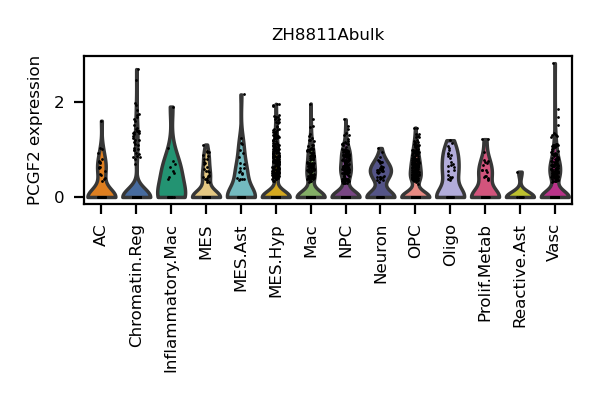 ZH8811Abulk
PCGF2 expression
2
0
AC
Chromatin.Reg
Inflammatory.Mac
MES
MES.Ast
MES.Hyp
Mac
NPC
Neuron
OPC
Oligo
Prolif.Metab
Reactive.Ast
Vasc